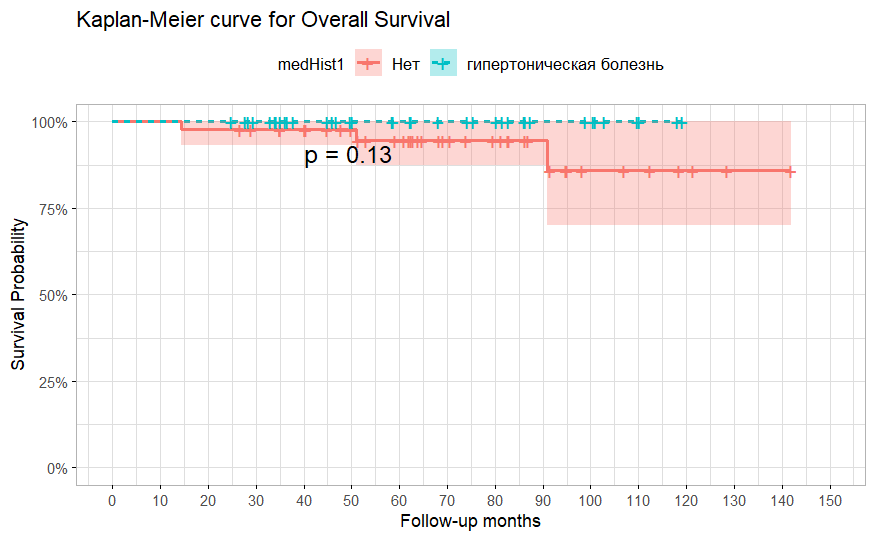 Kaplan-Meier curve for Overall Survival
medHist1 Нет гипертоническая болезнь
100%
p = 0.13
75%
50%
25%
0%
Survival Probability
0 10 20 30 40 50 60 70 80 90 100 110 120 130 140 150
Follow-up months